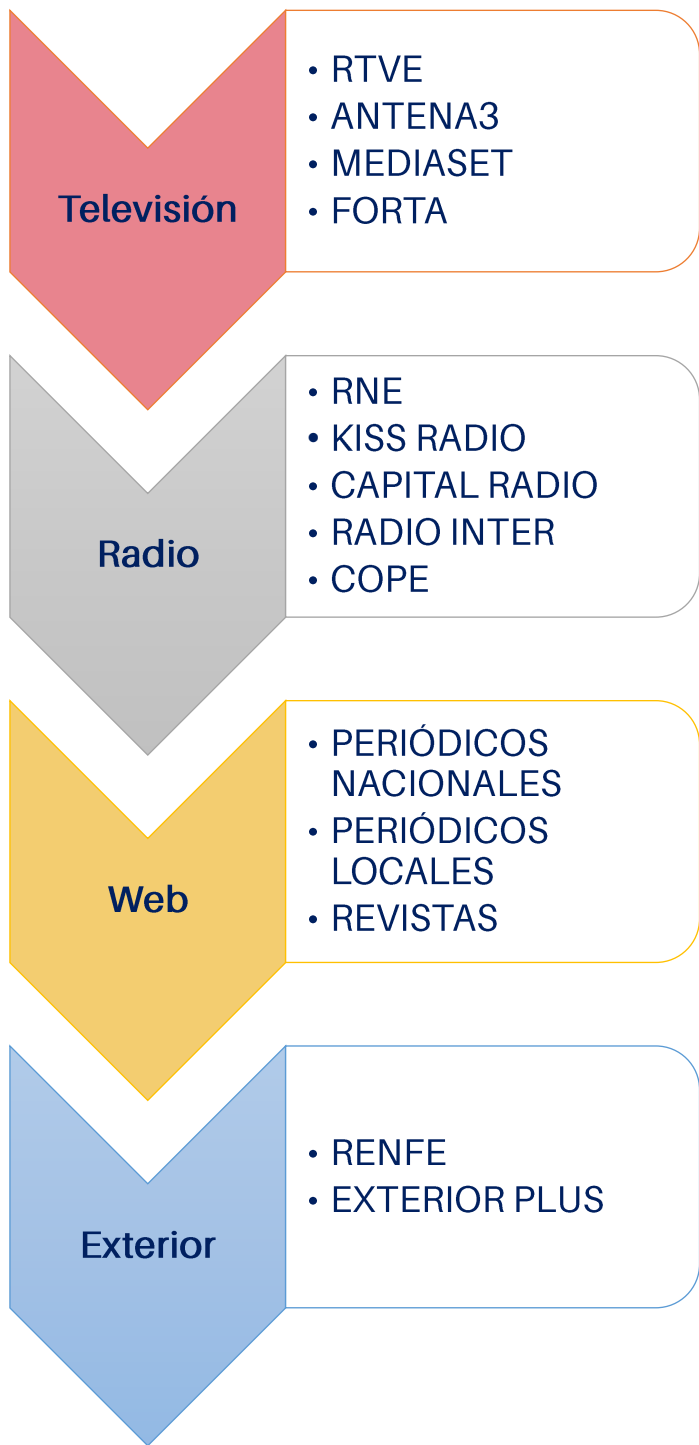 Televisión
• RTVE
• ANTENA3
• MEDIASET
• FORTA
Radio
• RNE
• KISS RADIO
• CAPITAL RADIO
• RADIO INTER
• COPE
Web
• PERIÓDICOS
NACIONALES
• PERIÓDICOS
LOCALES
• REVISTAS
Exterior
• RENFE
• EXTERIOR PLUS